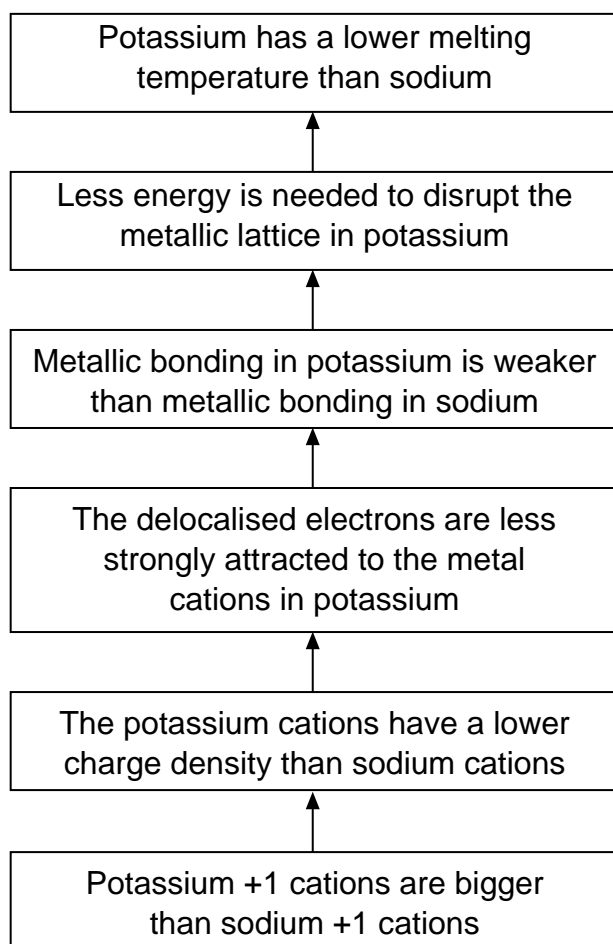 Potassium has a lower melting
temperature than sodium
Less energy is needed to disrupt the
metallic lattice in potassium
Metallic bonding in potassium is weaker
than metallic bonding in sodium
The delocalised electrons are less
strongly attracted to the metal
cations in potassium
The potassium cations have a lower
charge density than sodium cations
Potassium +1 cations are bigger
than sodium +1 cations